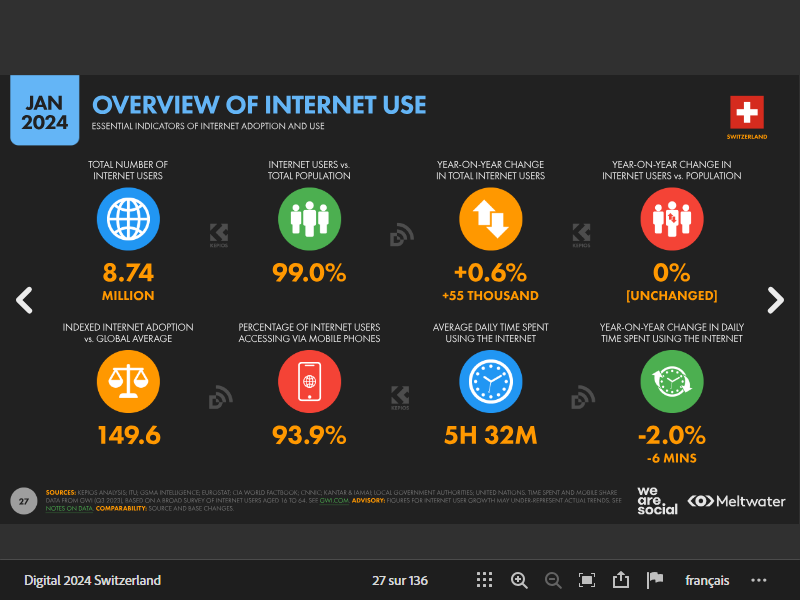 JAN
2024
OVERVIEW OF INTERNET USE
ESSENTIAL INDICATORS OF INTERNET ADOPTION AND USE
SWITZERLAND
TOTAL NUMBER OF
INTERNET USERS
8.74
MILLION
INTERNET USERS vs.
TOTAL POPULATION
99.0%
YEAR-ON-YEAR CHANGE
IN TOTAL INTERNET USERS
+0.6%
+55 THOUSAND
YEAR-ON-YEAR CHANGE IN
INTERNET USERS vs. POPULATION
0%
[UNCHANGED]
KEPIOS
KEPIOS
INDEXED INTERNET ADOPTION
vs. GLOBAL AVERAGE
149.6
PERCENTAGE OF INTERNET USERS
ACCESSING VIA MOBILE PHONES
93.9%
AVERAGE DAILY TIME SPENT
USING THE INTERNET
5H 32M
YEAR-ON-YEAR CHANGE IN DAILY
TIME SPENT USING THE INTERNET
-2.0%
-6 MINS
KEPIOS
27
SOURCES: KEPIOS ANALYSIS; ITU; GSMA INTELLIGENCE; EUROSTAT; CIA WORLD FACTBOOK; CNNIC; KANTAR & IAMAI; LOCAL GOVERNMENT AUTHORITIES; UNITED NATIONS. TIME SPENT AND MOBILE SHARE
DATA FROM GWI (Q3 2023), BASED ON A BROAD SURVEY OF INTERNET USERS AGED 16 TO 64. SEE GWI.COM. ADVISORY: FIGURES FOR INTERNET USER GROWTH MAY UNDER-REPRESENT ACTUAL TRENDS. SEE
NOTES ON DATA. COMPARABILITY: SOURCE AND BASE CHANGES.
we
are.
social
Meltwater
Digital 2024 Switzerland
27 sur 136
français